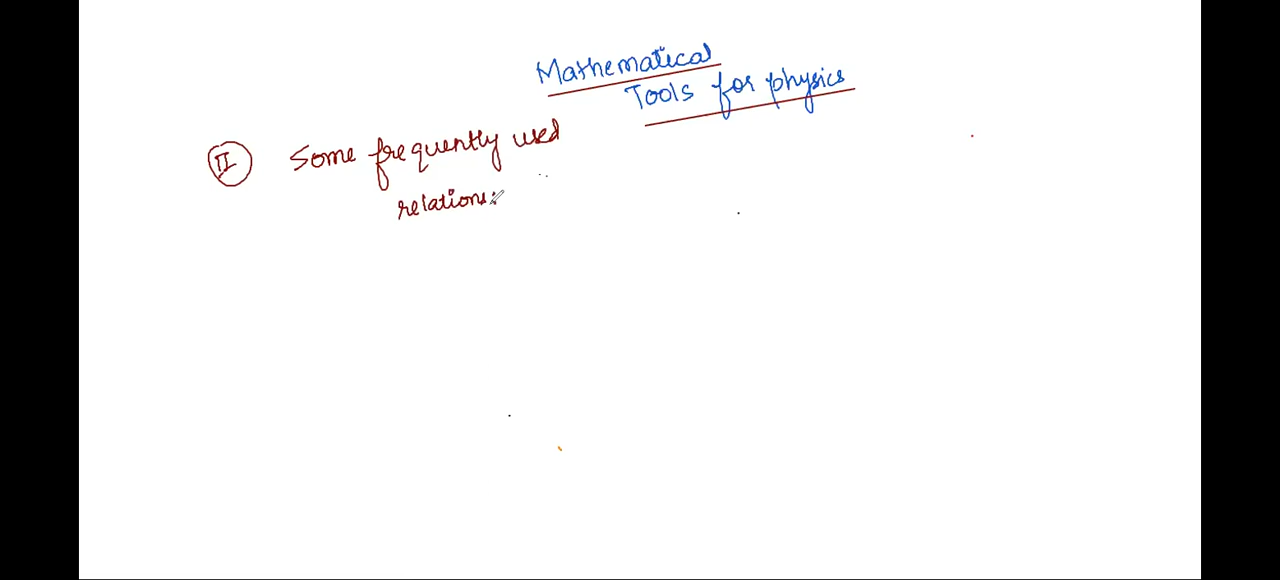 Mathematical
Tools for physics
II Some frequently used
relations: